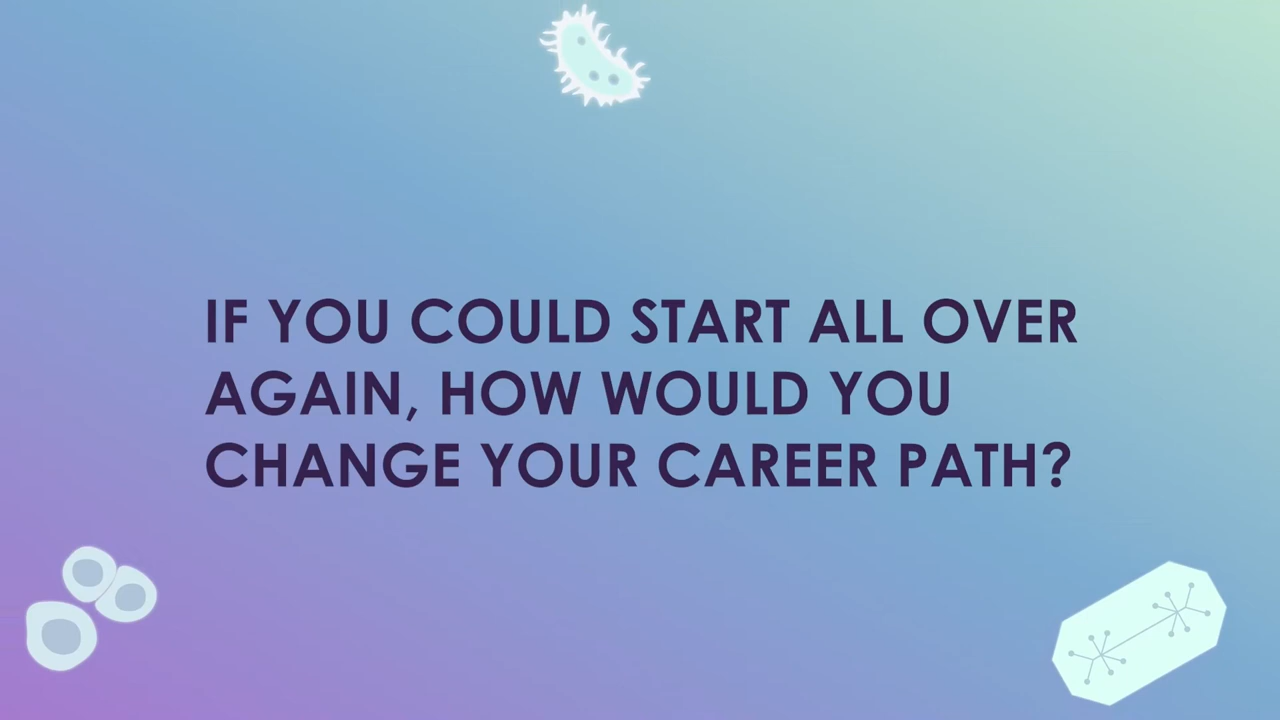 IF YOU COULD START ALL OVER
AGAIN, HOW WOULD YOU
CHANGE YOUR CAREER PATH?